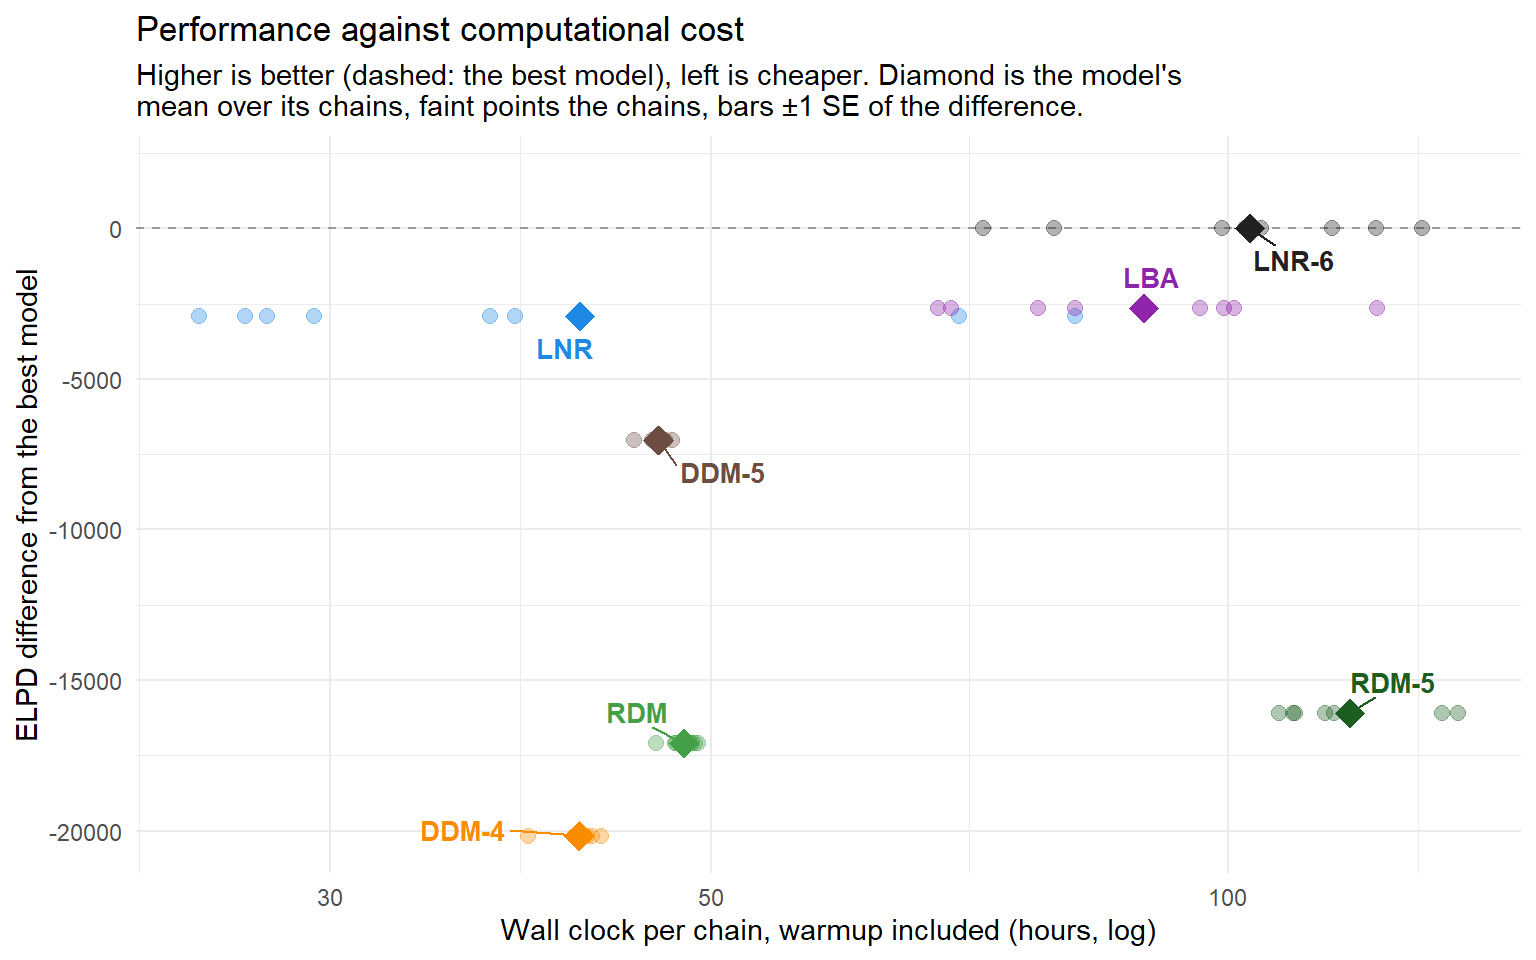 Performance against computational cost
Higher is better (dashed: the best model), left is cheaper. Diamond is the model's
mean over its chains, faint points the chains, bars ±1 SE of the difference.
ELPD difference from the best model
0
-5000
-10000
-15000
-20000
LNR-6
LBA
LNR
DDM-5
RDM-5
RDM
DDM-4
30
50
100
Wall clock per chain, warmup included (hours, log)